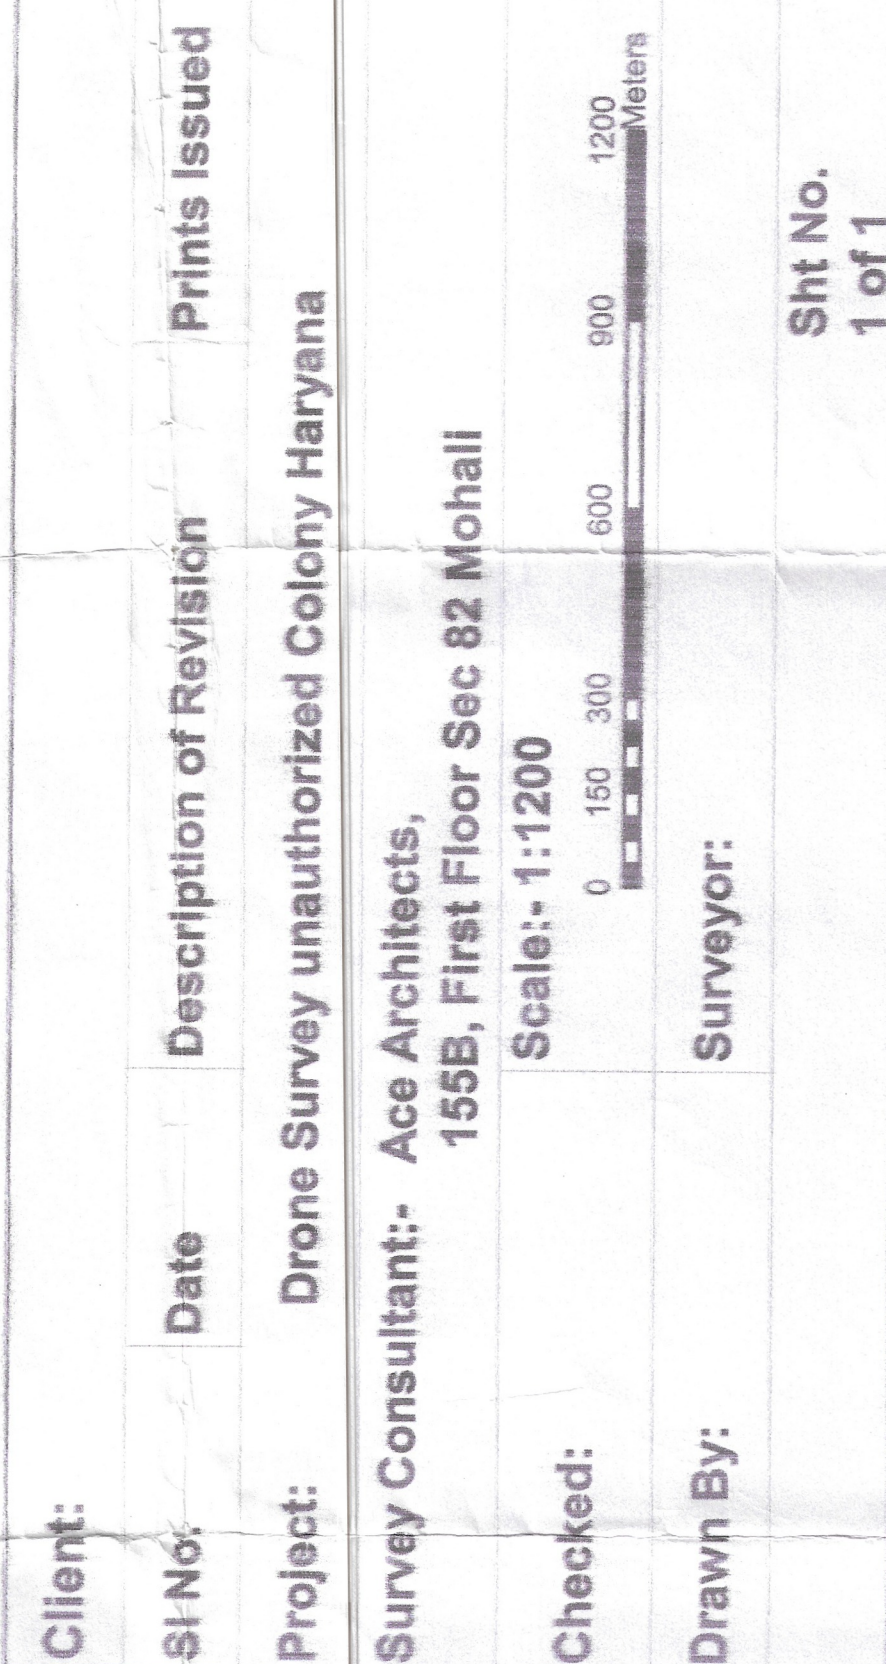 Client:
Sl No. Date Description of Revision Prints Issued
Project: Drone Survey unauthorized Colony Haryana
Survey Consultant:- Ace Architects,
155B, First Floor Sec 82 Mohali
Checked: Scale:- 1:1200
0 150 300 600 900 1200
Meters
Drawn By: Surveyor:
Sht No.
1 of 1